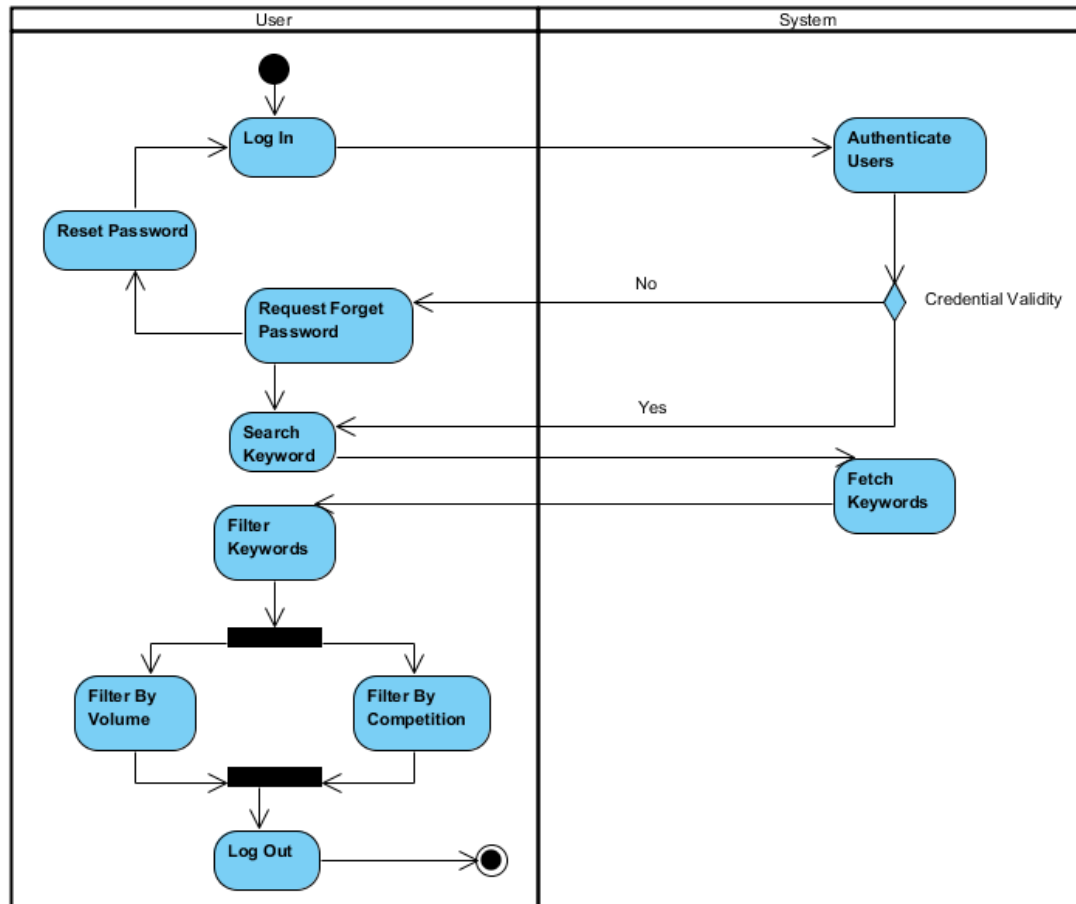 User
System
Log In
Authenticate
Users
Reset Password
No
Credential Validity
Request Forget
Password
Yes
Search
Keyword
Fetch
Keywords
Filter
Keywords
Filter By
Volume
Filter By
Competition
Log Out